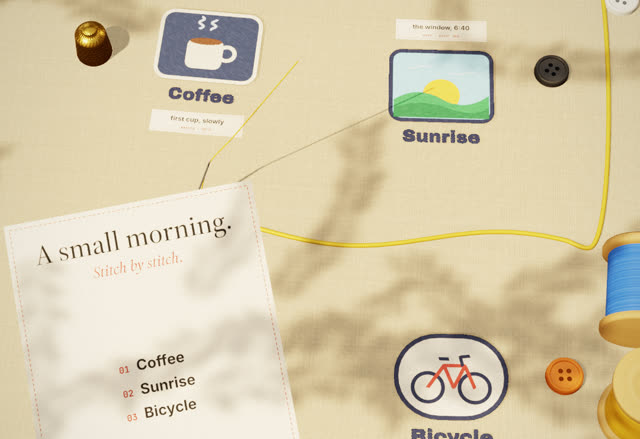 the window, 6:40
Coffee
first cup, slowly
Sunrise
A small morning.
Stitch by stitch.
01 Coffee
02 Sunrise
03 Bicycle
Bicycle